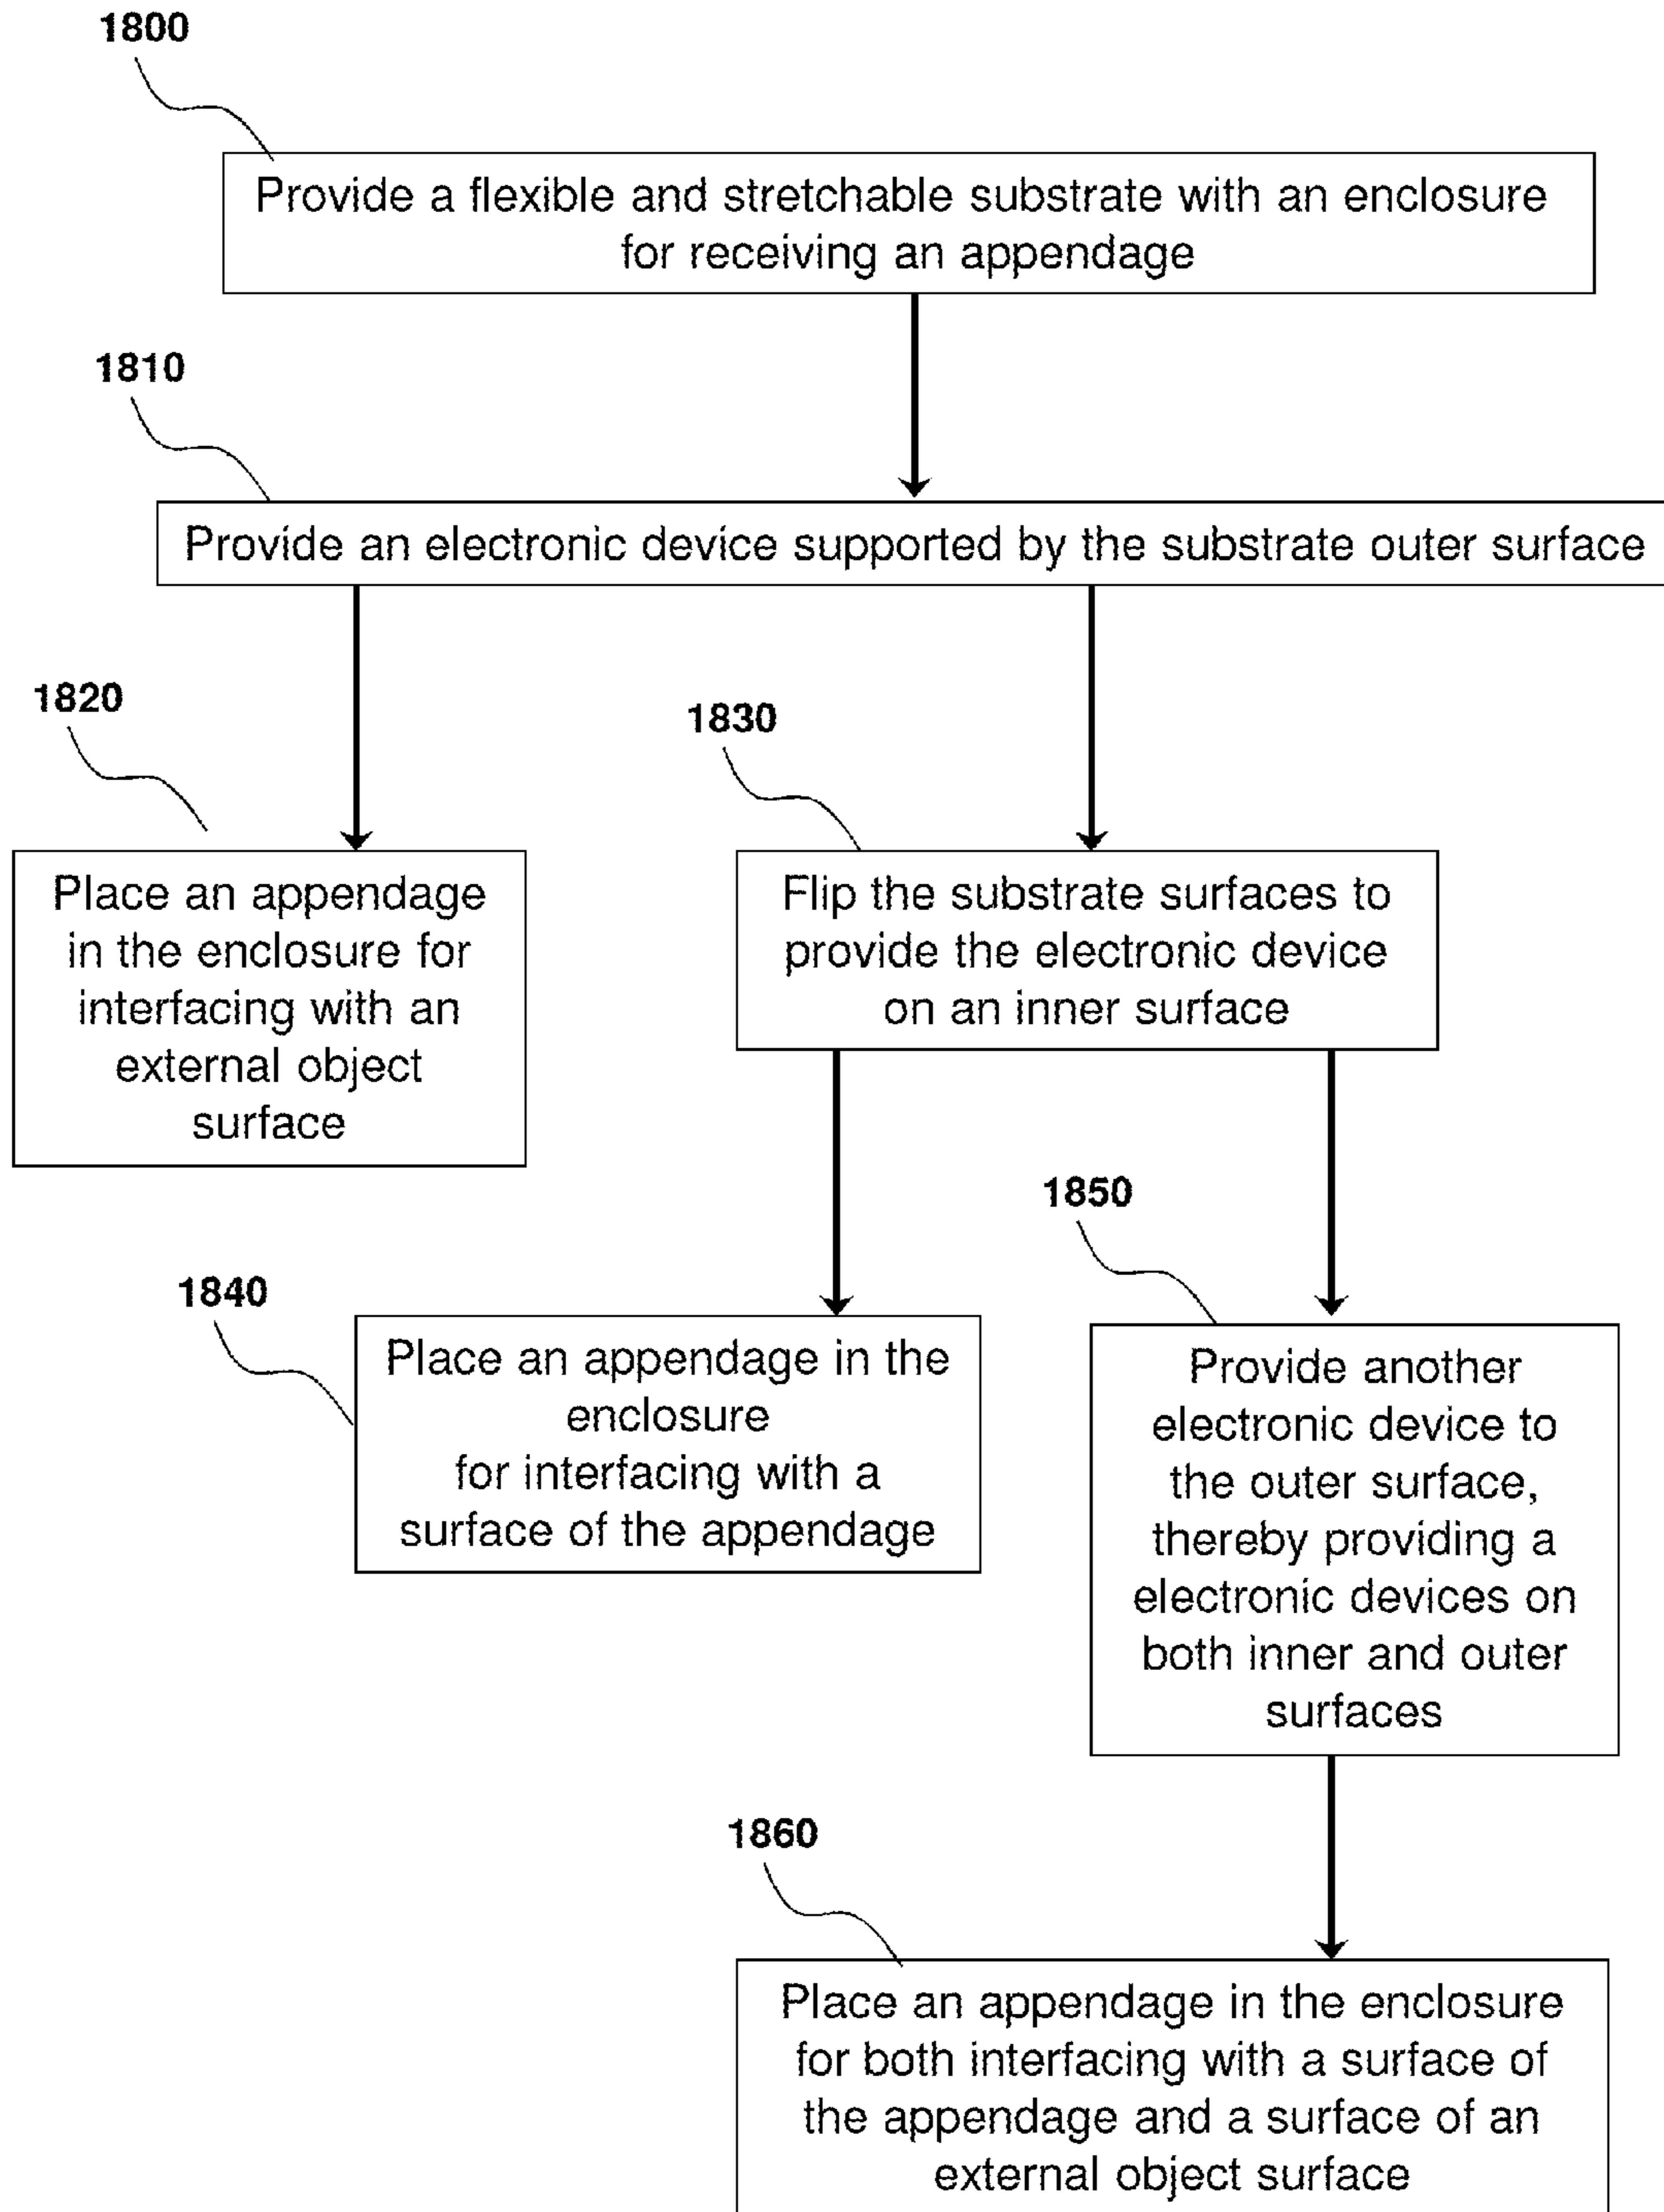 1800
Provide a flexible and stretchable substrate with an enclosure
for receiving an appendage
1810
Provide an electronic device supported by the substrate outer surface
1820
Place an appendage
in the enclosure for
interfacing with an
external object
surface
1830
Flip the substrate surfaces to
provide the electronic device
on an inner surface
1840
Place an appendage in the
enclosure
for interfacing with a
surface of the appendage
1850
Provide another
electronic device to
the outer surface,
thereby providing a
electronic devices on
both inner and outer
surfaces
1860
Place an appendage in the enclosure
for both interfacing with a surface of
the appendage and a surface of an
external object surface